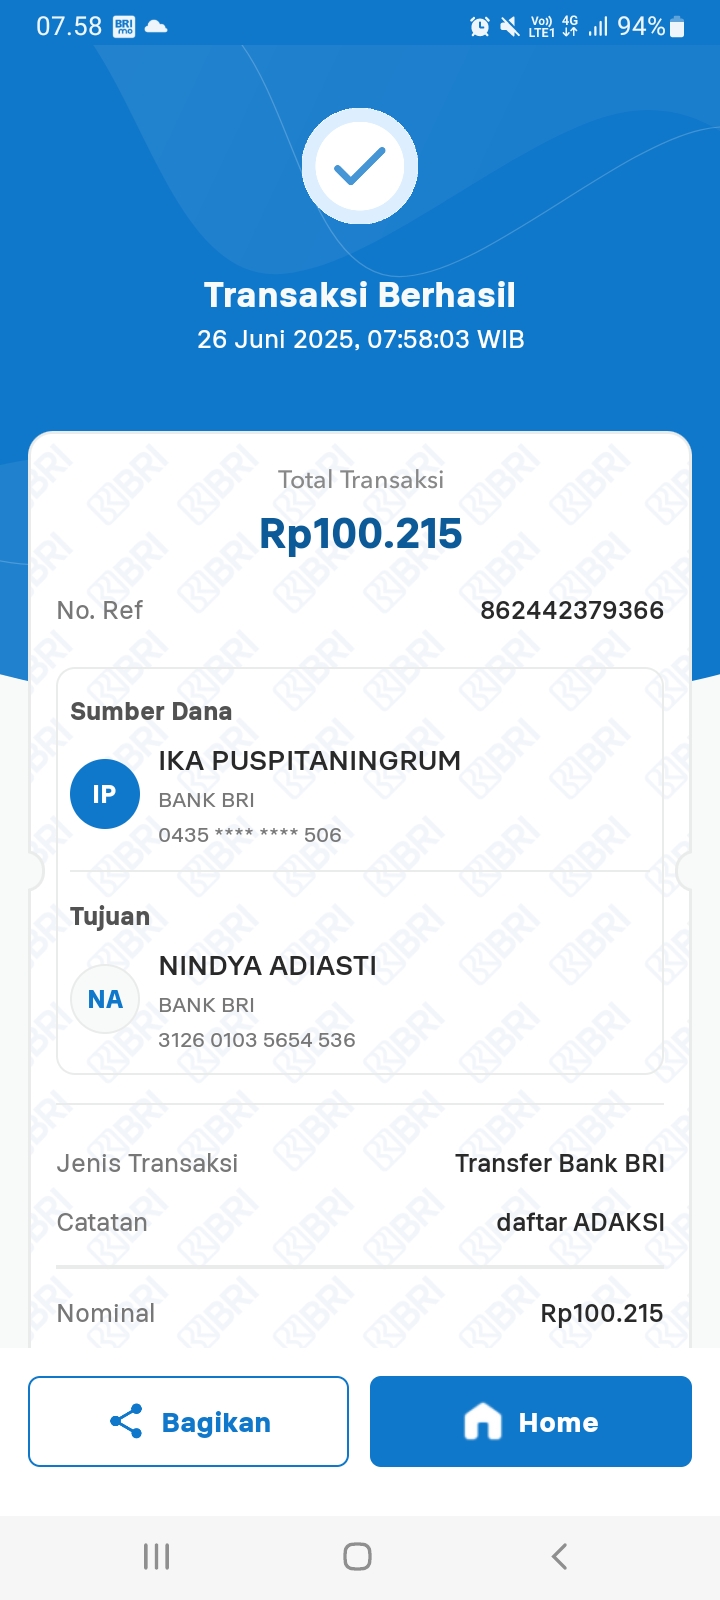 07.58 BRI mo Vo)) LTE1 4G 94%
Transaksi Berhasil
26 Juni 2025, 07:58:03 WIB
Total Transaksi
Rp100.215
No. Ref 862442379366
Sumber Dana
IP
IKA PUSPITANINGRUM
BANK BRI
0435 **** **** 506
Tujuan
NA
NINDYA ADIASTI
BANK BRI
3126 0103 5654 536
Jenis Transaksi Transfer Bank BRI
Catatan daftar ADAKSI
Nominal Rp100.215
Bagikan Home